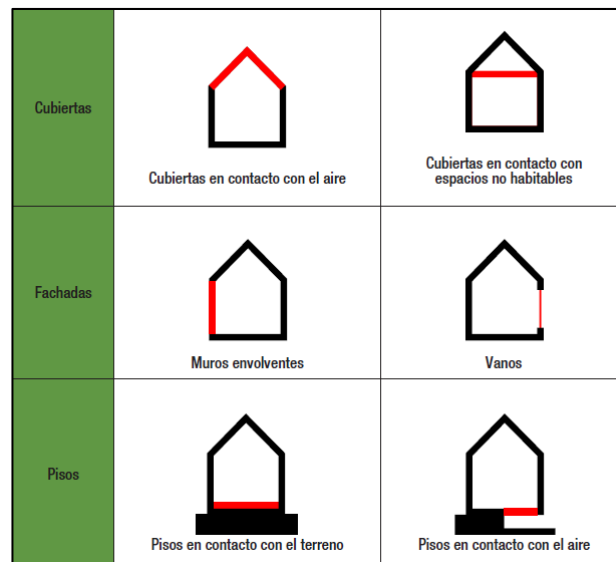 Cubiertas
Cubiertas en contacto con el aire
Cubiertas en contacto con
espacios no habitables
Fachadas
Muros envolventes
Vanos
Pisos
Pisos en contacto con el terreno
Pisos en contacto con el aire